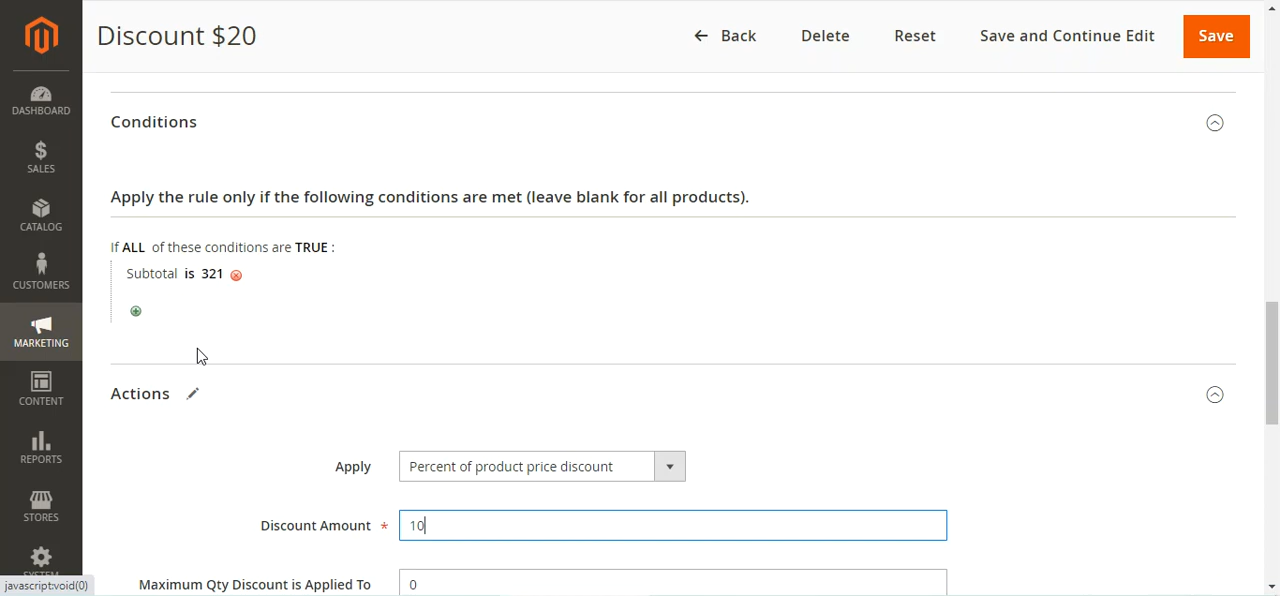 Discount $20
Back
Delete
Reset
Save and Continue Edit
Save
DASHBOARD
SALES
CATALOG
CUSTOMERS
MARKETING
CONTENT
REPORTS
STORES
SYSTEM
Conditions
Apply the rule only if the following conditions are met (leave blank for all products).
If ALL of these conditions are TRUE :
Subtotal is 321
Actions
Apply Percent of product price discount
Discount Amount * 10
Maximum Qty Discount is Applied To 0
javascript:void(0)